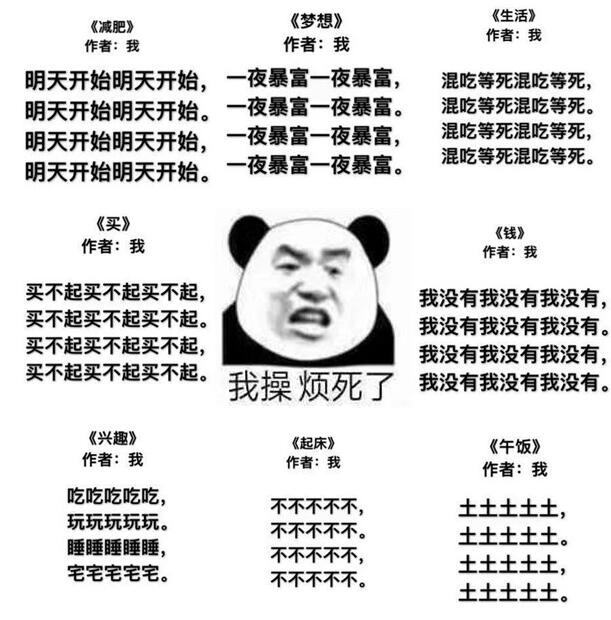 《减肥》
作者：我
明天开始明天开始，
明天开始明天开始。
明天开始明天开始，
明天开始明天开始。
《梦想》
作者：我
一夜暴富一夜暴富，
一夜暴富一夜暴富。
一夜暴富一夜暴富，
一夜暴富一夜暴富。
《生活》
作者：我
混吃等死混吃等死，
混吃等死混吃等死。
混吃等死混吃等死，
混吃等死混吃等死。
《买》
作者：我
买不起买不起买不起，
买不起买不起买不起。
买不起买不起买不起，
买不起买不起买不起。
我操 烦死了
《钱》
作者：我
我没有我没有我没有，
我没有我没有我没有。
我没有我没有我没有，
我没有我没有我没有。
《兴趣》
作者：我
吃吃吃吃吃，
玩玩玩玩玩。
睡睡睡睡睡，
宅宅宅宅宅。
《起床》
作者：我
不不不不不，
不不不不不。
不不不不不，
不不不不不。
《午饭》
作者：我
土土土土土，
土土土土土。
土土土土土，
土土土土土。